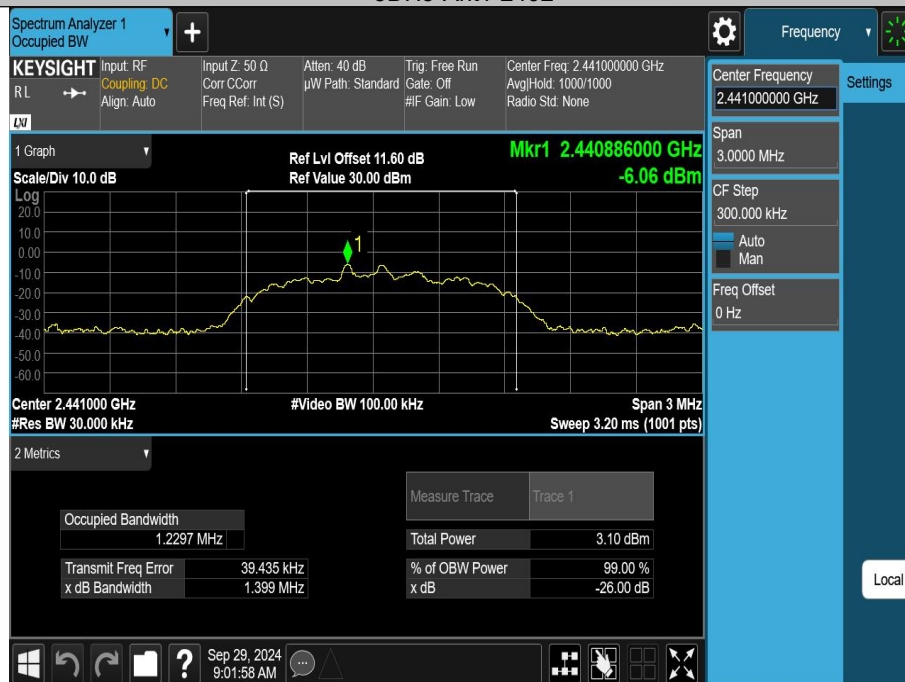 Spectrum Analyzer 1
Occupied BW
Frequency
KEYSIGHT
RL
LXI
Input: RF
Coupling: DC
Align: Auto
Input Z: 50 Ω
Corr CCorr
Freq Ref: Int (S)
Atten: 40 dB
µW Path: Standard
Trig: Free Run
Gate: Off
#IF Gain: Low
Center Freq: 2.441000000 GHz
Avg|Hold: 1000/1000
Radio Std: None
Center Frequency
2.441000000 GHz
Settings
Span
3.0000 MHz
CF Step
300.000 kHz
Auto
Man
Freq Offset
0 Hz
Local
1 Graph
Scale/Div 10.0 dB
Ref Lvl Offset 11.60 dB
Ref Value 30.00 dBm
Mkr1 2.440886000 GHz
-6.06 dBm
Log
20.0
10.0
0.00
-10.0
-20.0
-30.0
-40.0
-50.0
-60.0
1
Center 2.441000 GHz
#Res BW 30.000 kHz
#Video BW 100.00 kHz
Span 3 MHz
Sweep 3.20 ms (1001 pts)
2 Metrics
Measure Trace Trace 1
Occupied Bandwidth
1.2297 MHz
Total Power 3.10 dBm
Transmit Freq Error 39.435 kHz
% of OBW Power 99.00 %
x dB Bandwidth 1.399 MHz
x dB -26.00 dB
?
Sep 29, 2024
9:01:58 AM